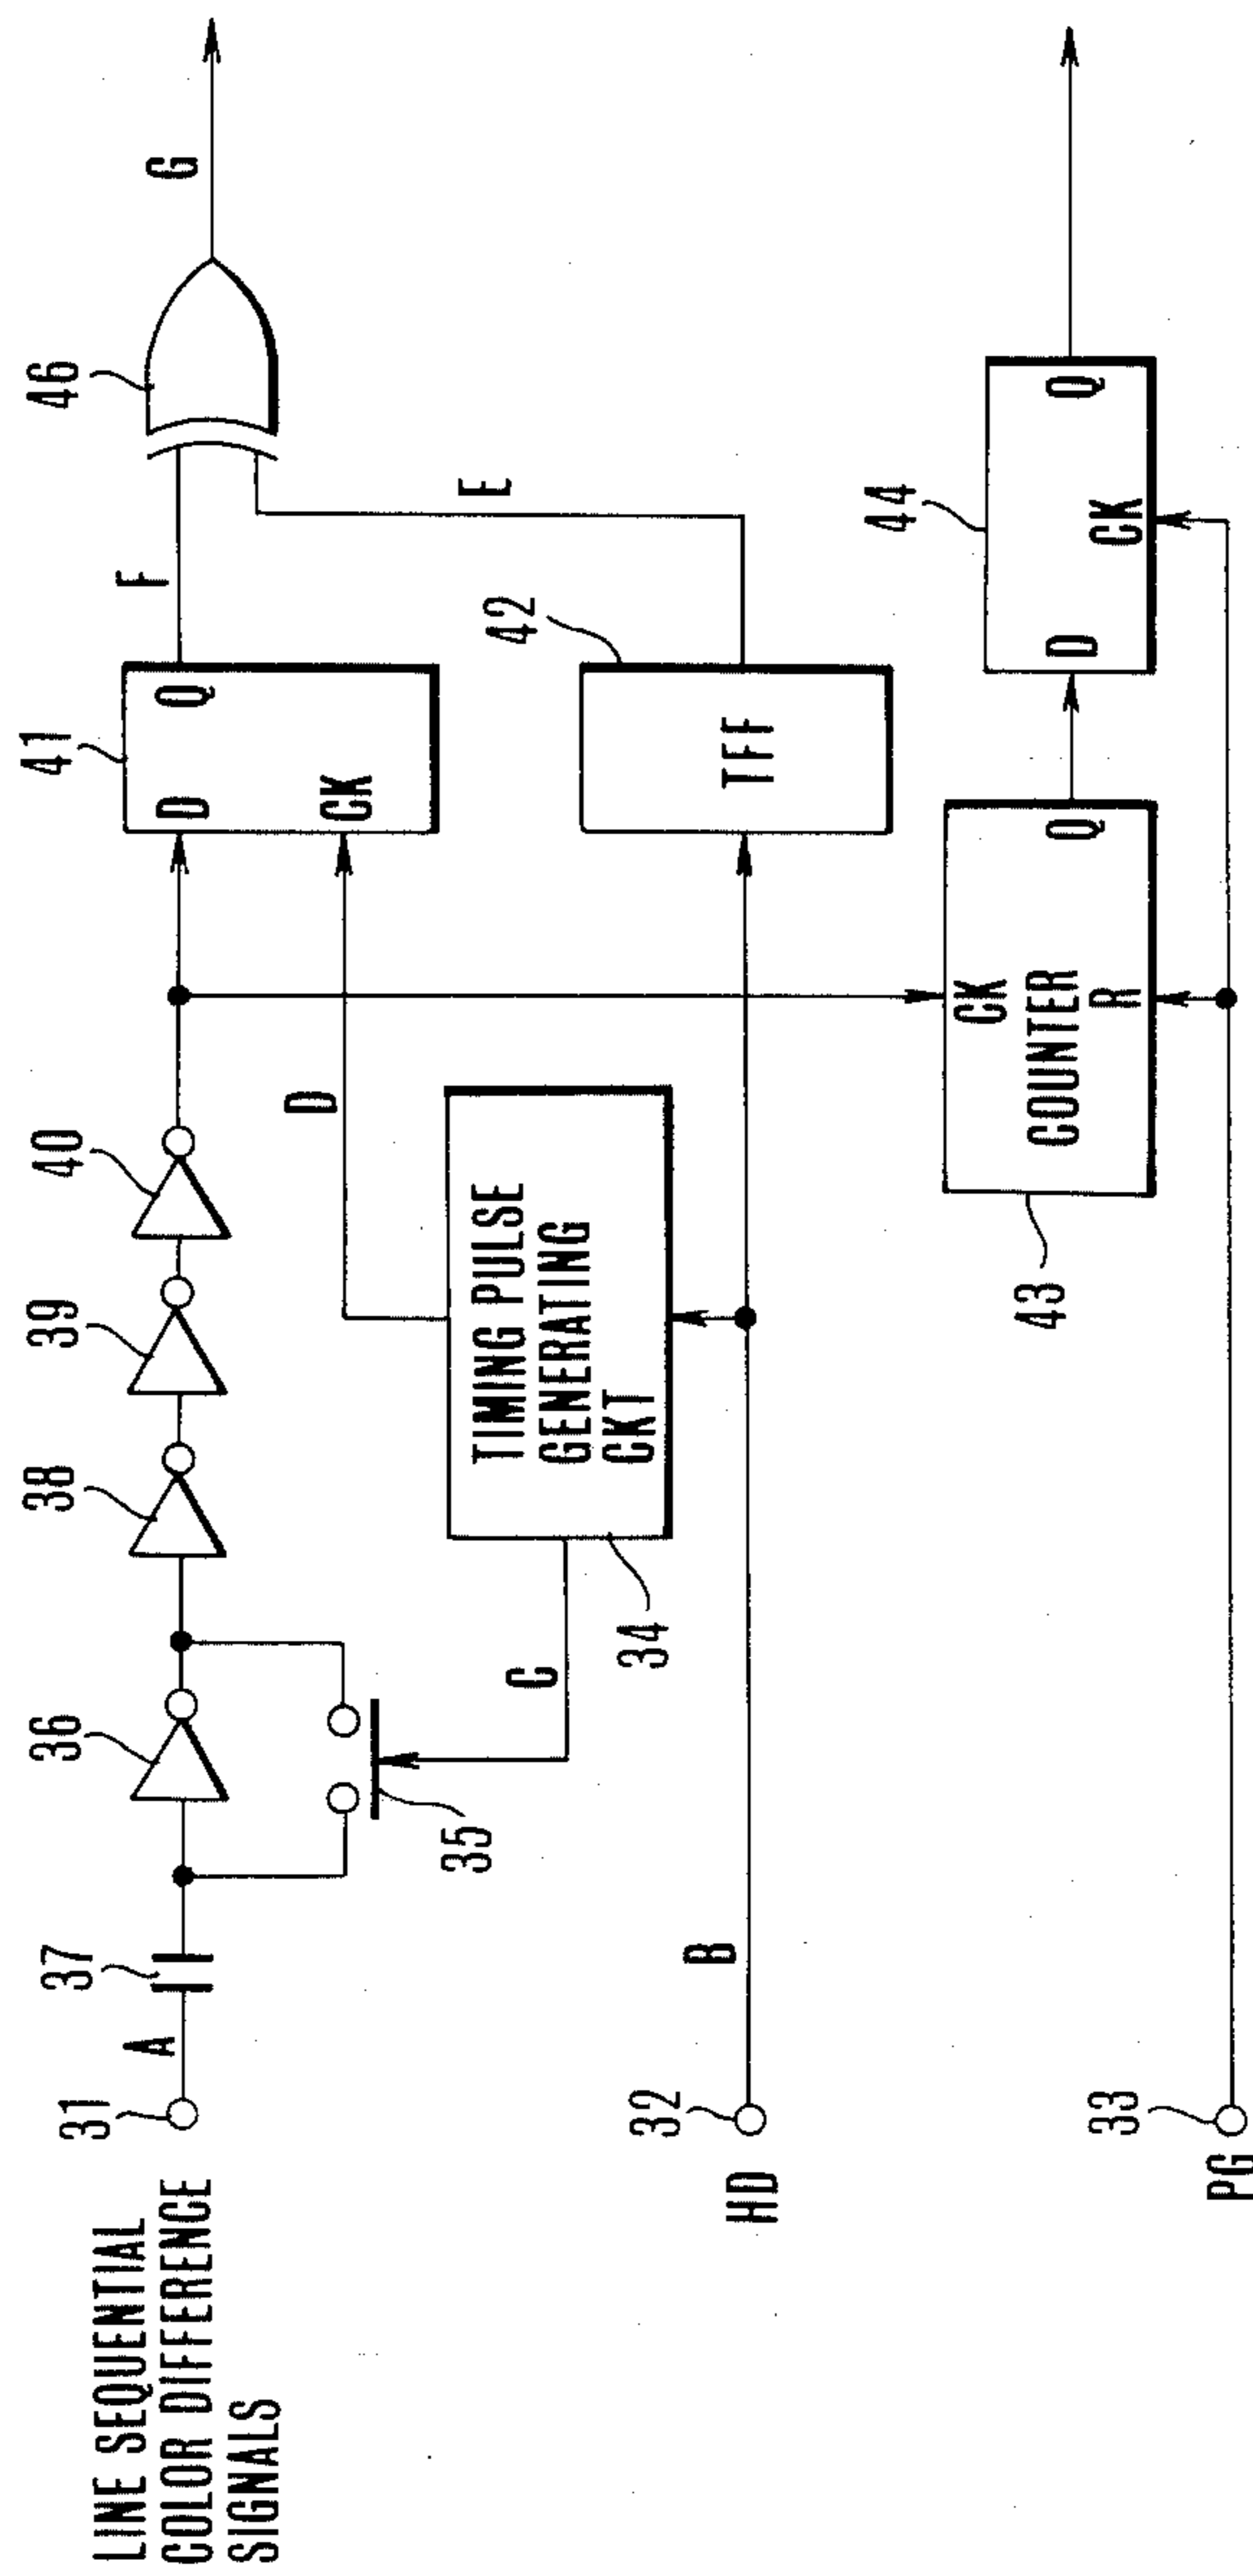 LINE SEQUENTIAL
COLOR DIFFERENCE
SIGNALS
31
A
37
36
38
39
40
41
D
Q
CK
F
46
G
35
C
34
TIMING PULSE
GENERATING
CKT
D
E
HD
32
B
42
TFF
43
CK
COUNTER
R
Q
44
D
Q
CK
PG
33